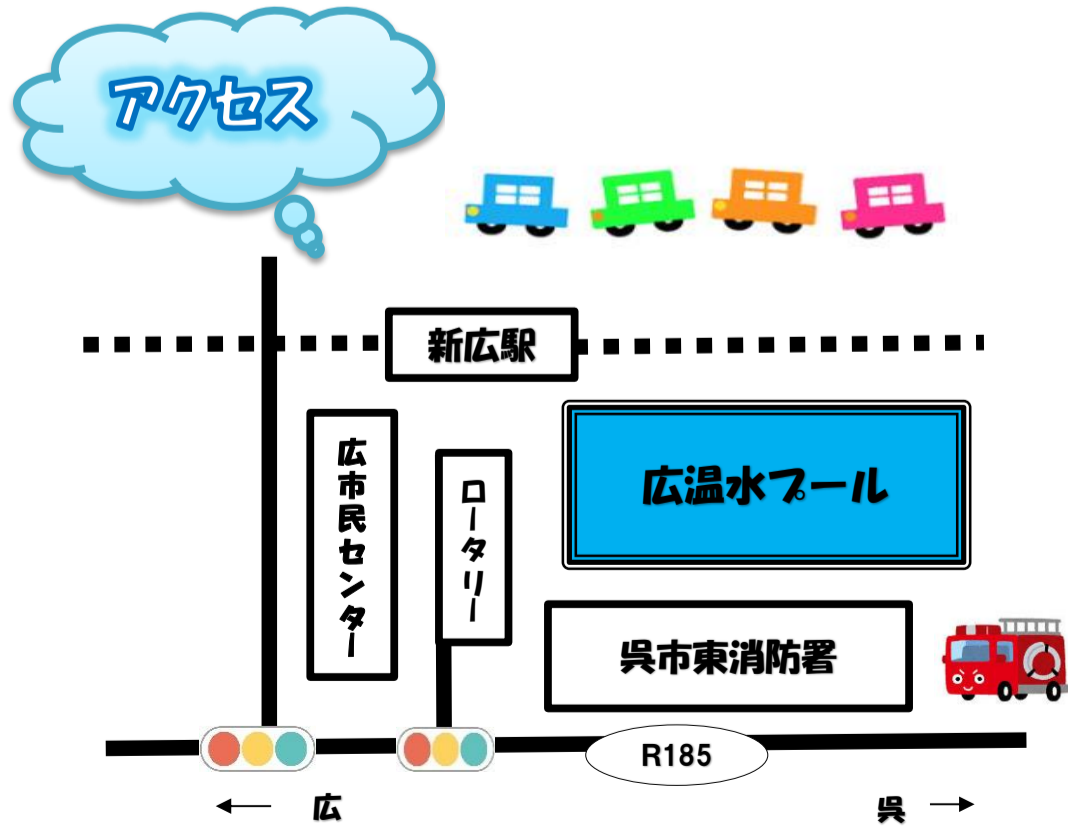 アクセス
新広駅
広市民センター
ロータリー
広温水プール
呉市東消防署
R185
← 広
呉 →